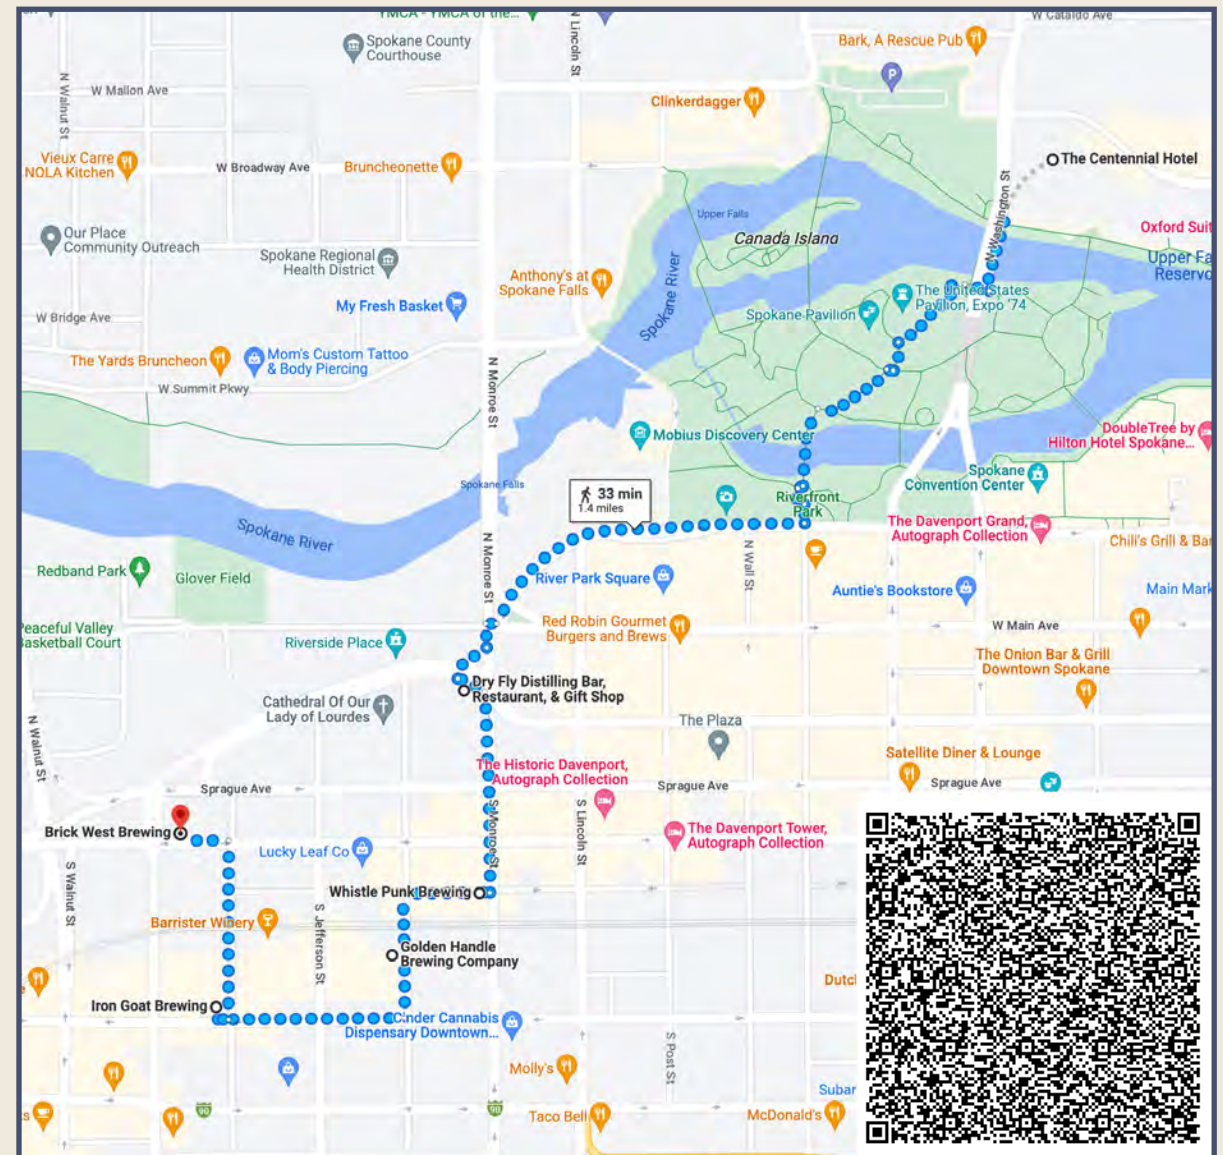 YMCA - YMCA of the...
N Lincoln St
W Cataldo Ave
Spokane County
Courthouse
Bark, A Rescue Pub
P
N Walnut St
W Mallon Ave
Clinkerdagger
Vieux Carre
NOLA Kitchen
W Broadway Ave
Bruncheonette
The Centennial Hotel
N Washington St
Upper Falls
Canada Island
Oxford Suit
Our Place
Community Outreach
Spokane Regional
Health District
Anthony's at
Spokane Falls
Spokane River
Upper Fa
Reservo
My Fresh Basket
The United States
Pavilion, Expo '74
Spokane Pavilion
W Bridge Ave
The Yards Bruncheon
Mom's Custom Tattoo
& Body Piercing
W Summit Pkwy
N Monroe St
Mobius Discovery Center
DoubleTree by
Hilton Hotel Spokane...
Spokane
Convention Center
Spokane Falls
33 min
1.4 miles
Riverfront
Park
Spokane River
The Davenport Grand,
Autograph Collection
Chili's Grill & Bar
N Monroe St
N Wall St
Redband Park
Glover Field
River Park Square
Auntie's Bookstore
Main Mark
Peaceful Valley
Basketball Court
Riverside Place
Red Robin Gourmet
Burgers and Brews
W Main Ave
The Onion Bar & Grill
Downtown Spokane
Dry Fly Distilling Bar,
Restaurant, & Gift Shop
Cathedral Of Our
Lady of Lourdes
N Walnut St
The Plaza
The Historic Davenport,
Autograph Collection
Satellite Diner & Lounge
Sprague Ave
Sprague Ave
Sprague Ave
S Monroe St
S Lincoln St
Brick West Brewing
The Davenport Tower,
Autograph Collection
Lucky Leaf Co
S Walnut St
Whistle Punk Brewing
Barrister Winery
S Jefferson St
Golden Handle
Brewing Company
Dutc
Iron Goat Brewing
Cinder Cannabis
Dispensary Downtown...
S Post St
Molly's
Subar
90
90
Taco Bell
McDonald's